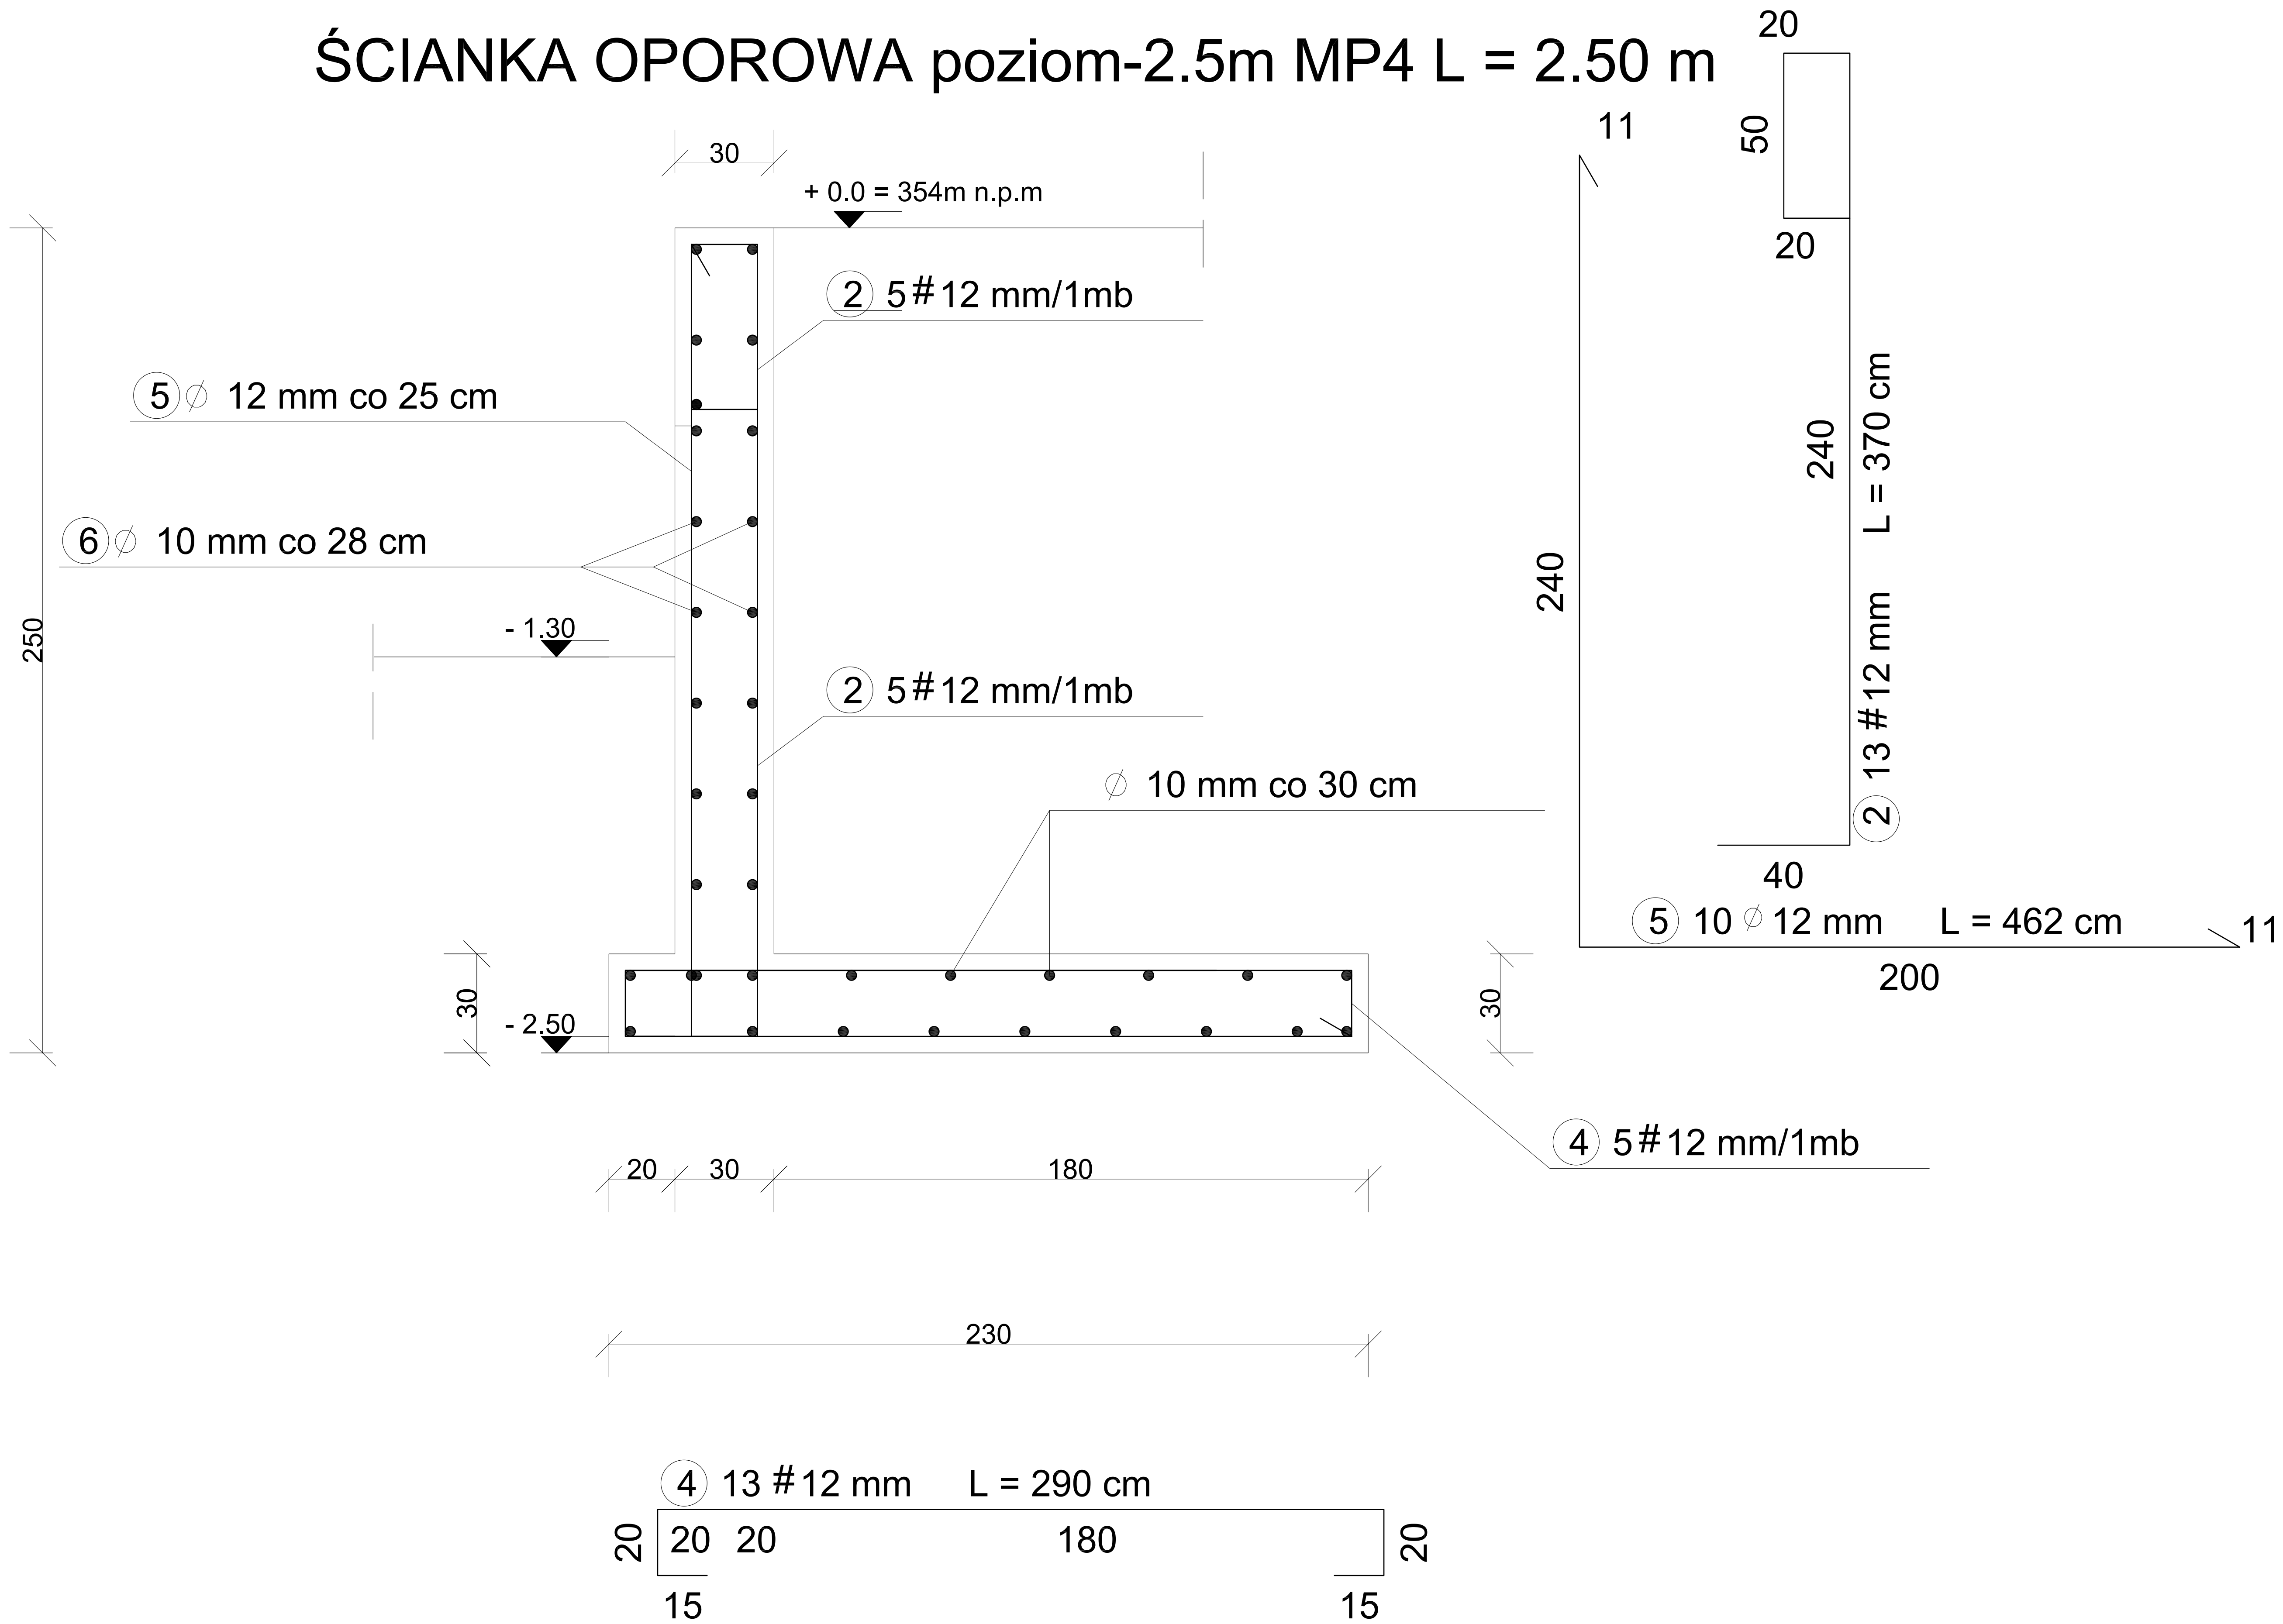 ŚCIANKA OPOROWA poziom-2.5m MP4 L = 2.50 m
20
50
20
11
30
+ 0.0 = 354m n.p.m
2 5#12 mm/1mb
5 ∅ 12 mm co 25 cm
6 ∅ 10 mm co 28 cm
250
- 1.30
2 5#12 mm/1mb
∅ 10 mm co 30 cm
240
240
2 13 #12 mm L = 370 cm
40
5 10 ∅ 12 mm L = 462 cm
11
200
30
- 2.50
30
4 5#12 mm/1mb
20 30 180
230
4 13 #12 mm L = 290 cm
20 20 20 180 20
15 15